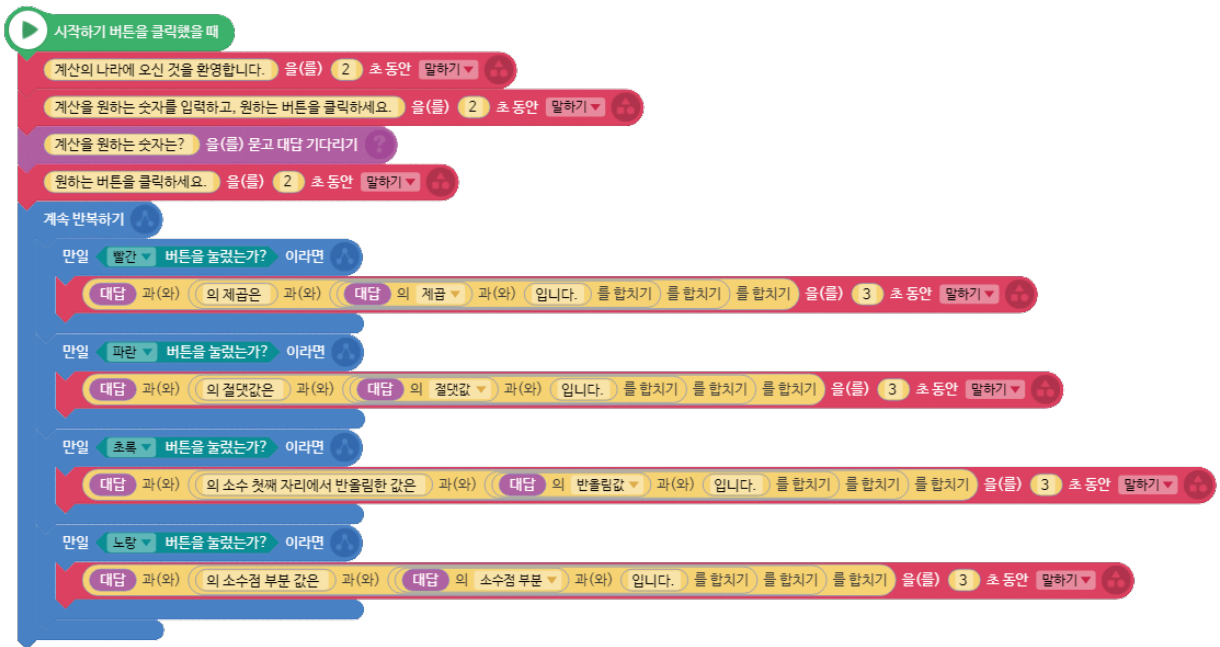 시작하기 버튼을 클릭했을 때
계산의 나라에 오신 것을 환영합니다. 을(를) 2 초 동안 말하기
계산을 원하는 숫자를 입력하고, 원하는 버튼을 클릭하세요. 을(를) 2 초 동안 말하기
계산을 원하는 숫자는? 을(를) 묻고 대답 기다리기 ?
원하는 버튼을 클릭하세요. 을(를) 2 초 동안 말하기
계속 반복하기
만일 빨간 버튼을 눌렀는가? 이라면
대답 과(와) 의 제곱은 과(와) 대답 의 제곱 과(와) 입니다. 를 합치기 를 합치기 를 합치기 을(를) 3 초 동안 말하기
만일 파란 버튼을 눌렀는가? 이라면
대답 과(와) 의 절댓값은 과(와) 대답 의 절댓값 과(와) 입니다. 를 합치기 를 합치기 를 합치기 을(를) 3 초 동안 말하기
만일 초록 버튼을 눌렀는가? 이라면
대답 과(와) 의 소수 첫째 자리에서 반올림한 값은 과(와) 대답 의 반올림값 과(와) 입니다. 를 합치기 를 합치기 를 합치기 을(를) 3 초 동안 말하기
만일 노랑 버튼을 눌렀는가? 이라면
대답 과(와) 의 소수점 부분 값은 과(와) 대답 의 소수점 부분 과(와) 입니다. 를 합치기 를 합치기 를 합치기 을(를) 3 초 동안 말하기